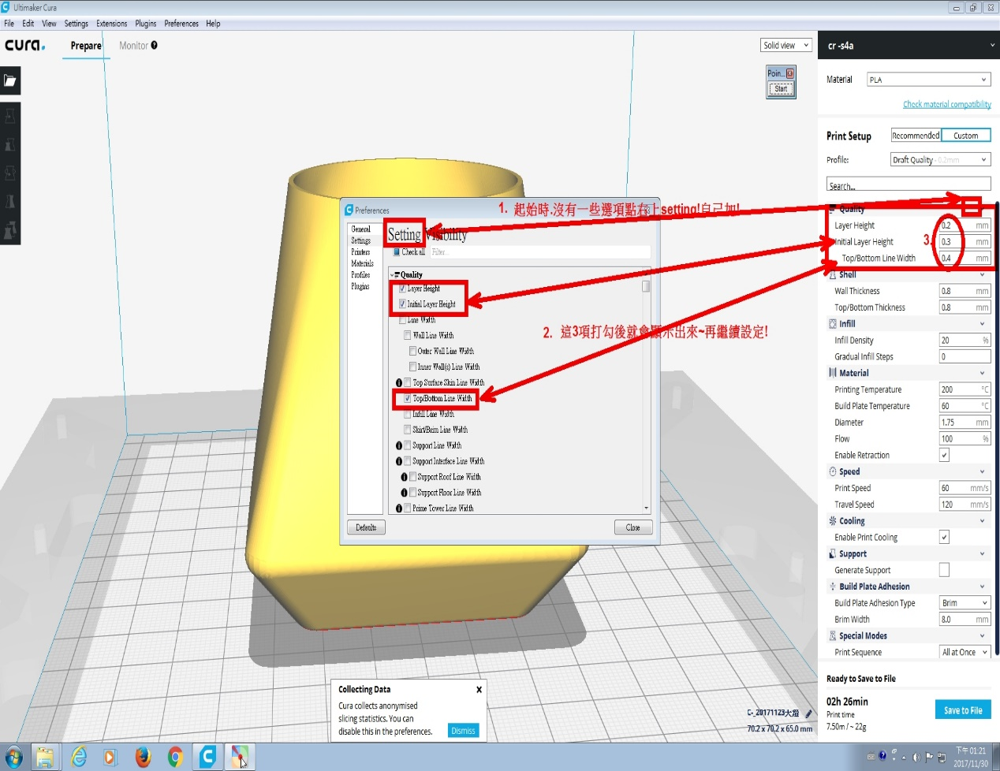 Ultimaker Cura
File Edit View Settings Extensions Plugins Preferences Help
cura.
Prepare
Monitor
Solid view
Poin...
Start
cr -s4a
Material
PLA
Check material compatibility
Print Setup
Recommended
Custom
Profile:
Draft Quality - 0.2mm
Search...
Quality
Layer Height 0.2 mm
Initial Layer Height 0.3 mm
Top/Bottom Line Width 0.4 mm
Shell
Wall Thickness 0.8 mm
Top/Bottom Thickness 0.8 mm
Infill
Infill Density 20 %
Gradual Infill Steps 0
Material
Printing Temperature 200 °C
Build Plate Temperature 60 °C
Diameter 1.75 mm
Flow 100 %
Enable Retraction
Speed
Print Speed 60 mm/s
Travel Speed 120 mm/s
Cooling
Enable Print Cooling
Support
Generate Support
Build Plate Adhesion
Build Plate Adhesion Type Brim
Brim Width 8.0 mm
Special Modes
Print Sequence All at Once
Ready to Save to File
02h 26min
Print time
7.50m / ~ 22g
Save to File
Preferences
General
Settings
Printers
Materials
Profiles
Plugins
Setting Visibility
Check all
Filter...
Quality
Layer Height
Initial Layer Height
Line Width
Wall Line Width
Outer Wall Line Width
Inner Wall(s) Line Width
Top Surface Skin Line Width
Top/Bottom Line Width
Infill Line Width
Skirt/Brim Line Width
Support Line Width
Support Interface Line Width
Support Roof Line Width
Support Floor Line Width
Prime Tower Line Width
Defaults
Close
1. 起始時.沒有一些選項點右上setting!自己加!
2. 這3項打勾後就會顯示出來~再繼續設定!
3.
Collecting Data
Cura collects anonymised
slicing statistics. You can
disable this in the preferences.
Dismiss
70.2 x 70.2 x 65.0 mm
下午 01:21
2017/11/30